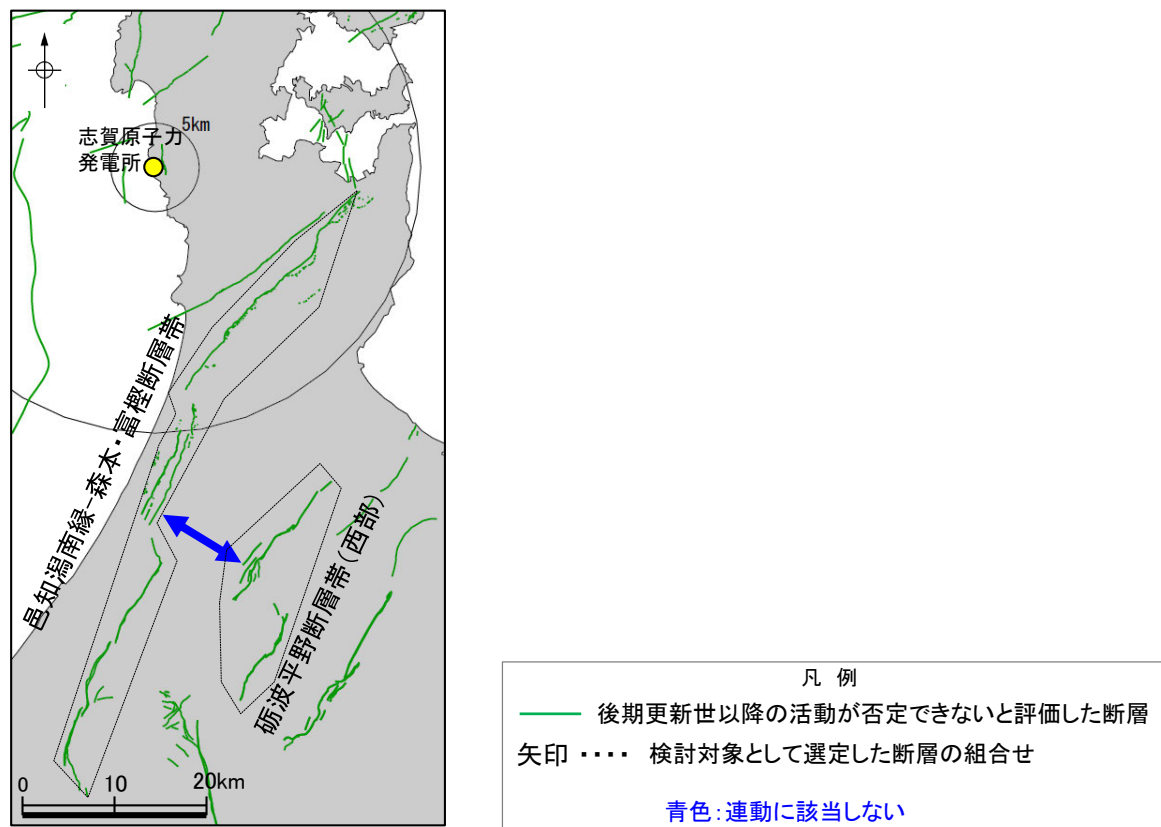 志賀原子力
発電所
5km
邑知潟南縁-森本・富樫断層帯
砺波平野断層帯(西部)
0 10 20km
凡 例
後期更新世以降の活動が否定できないと評価した断層
矢印 ・・・・ 検討対象として選定した断層の組合せ
青色:連動に該当しない